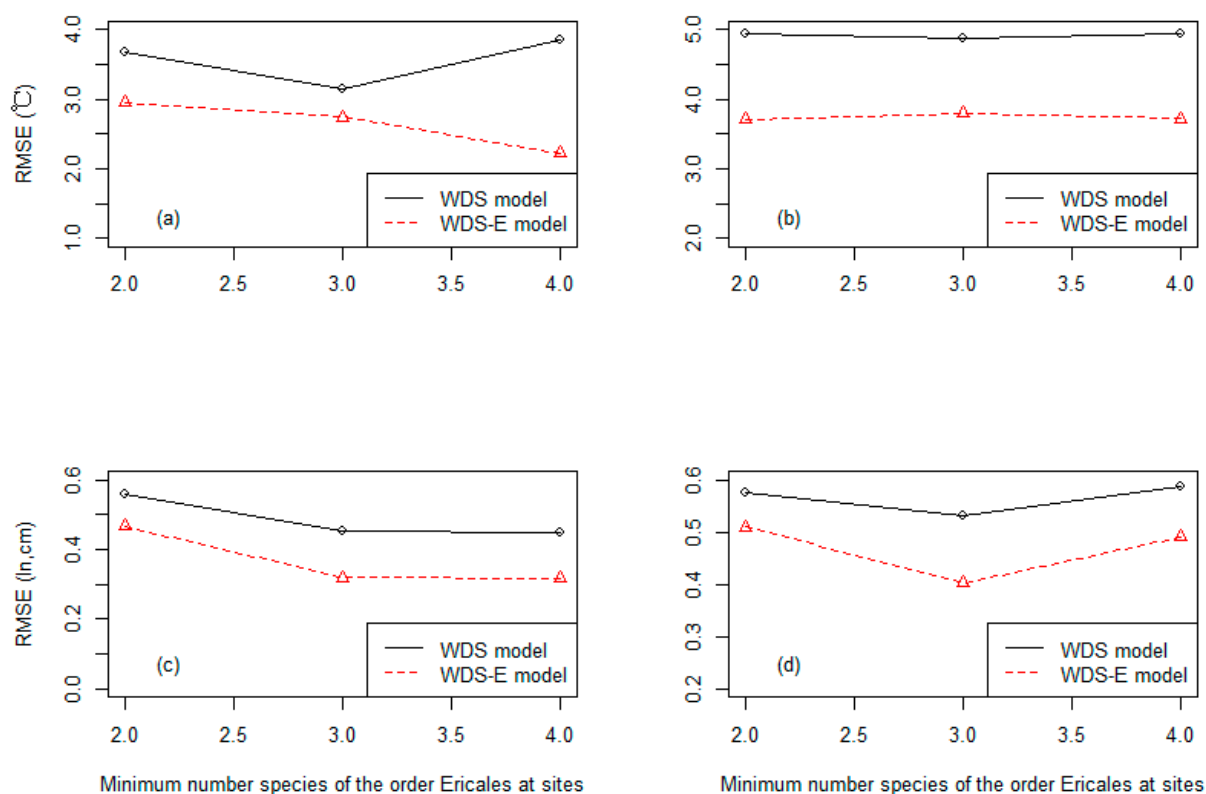 RMSE (℃)
4.0
3.0
2.0
1.0
(a)
WDS model
WDS-E model
2.0 2.5 3.0 3.5 4.0
5.0
4.0
3.0
2.0
(b)
WDS model
WDS-E model
2.0 2.5 3.0 3.5 4.0
RMSE (ln,cm)
0.6
0.4
0.2
0.0
(c)
WDS model
WDS-E model
2.0 2.5 3.0 3.5 4.0
Minimum number species of the order Ericales at sites
0.6
0.5
0.4
0.3
0.2
(d)
WDS model
WDS-E model
2.0 2.5 3.0 3.5 4.0
Minimum number species of the order Ericales at sites